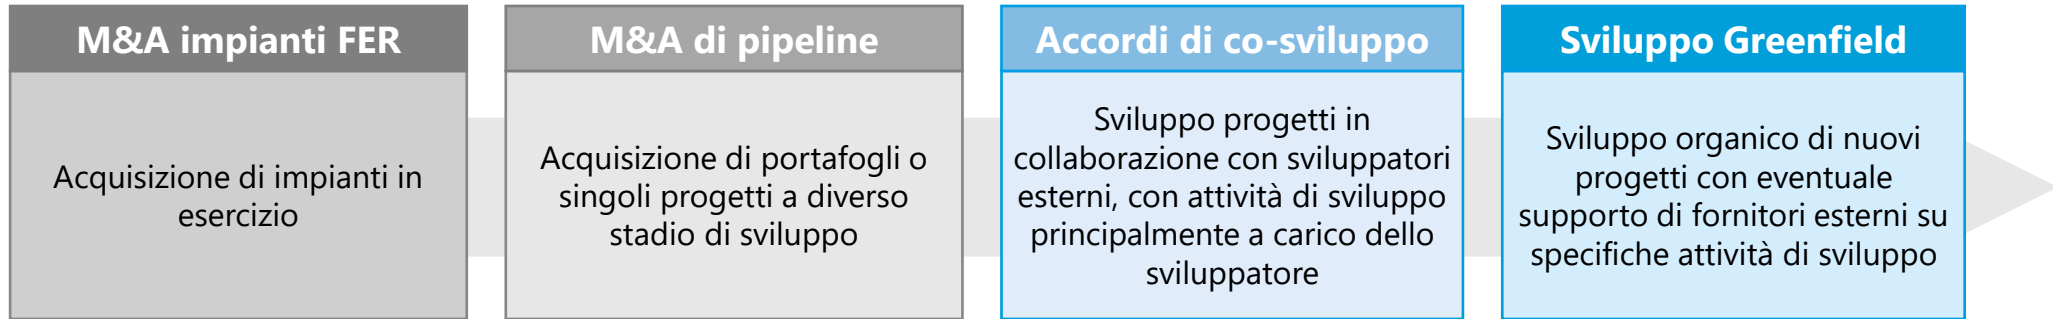 M&A impianti FER
Acquisizione di impianti in
esercizio
M&A di pipeline
Acquisizione di portafogli o
singoli progetti a diverso
stadio di sviluppo
Accordi di co-sviluppo
Sviluppo progetti in
collaborazione con sviluppatori
esterni, con attività di sviluppo
principalmente a carico dello
sviluppatore
Sviluppo Greenfield
Sviluppo organico di nuovi
progetti con eventuale
supporto di fornitori esterni su
specifiche attività di sviluppo